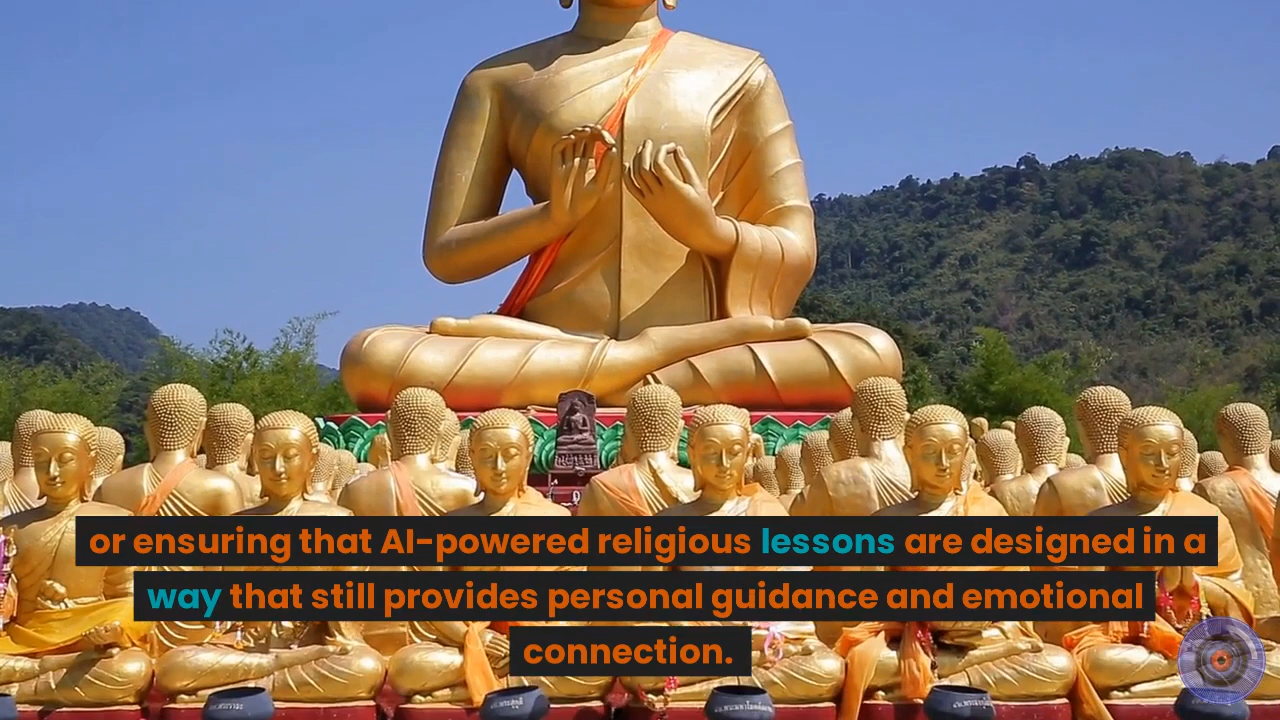 or ensuring that AI-powered religious lessons are designed in a
way that still provides personal guidance and emotional
connection.